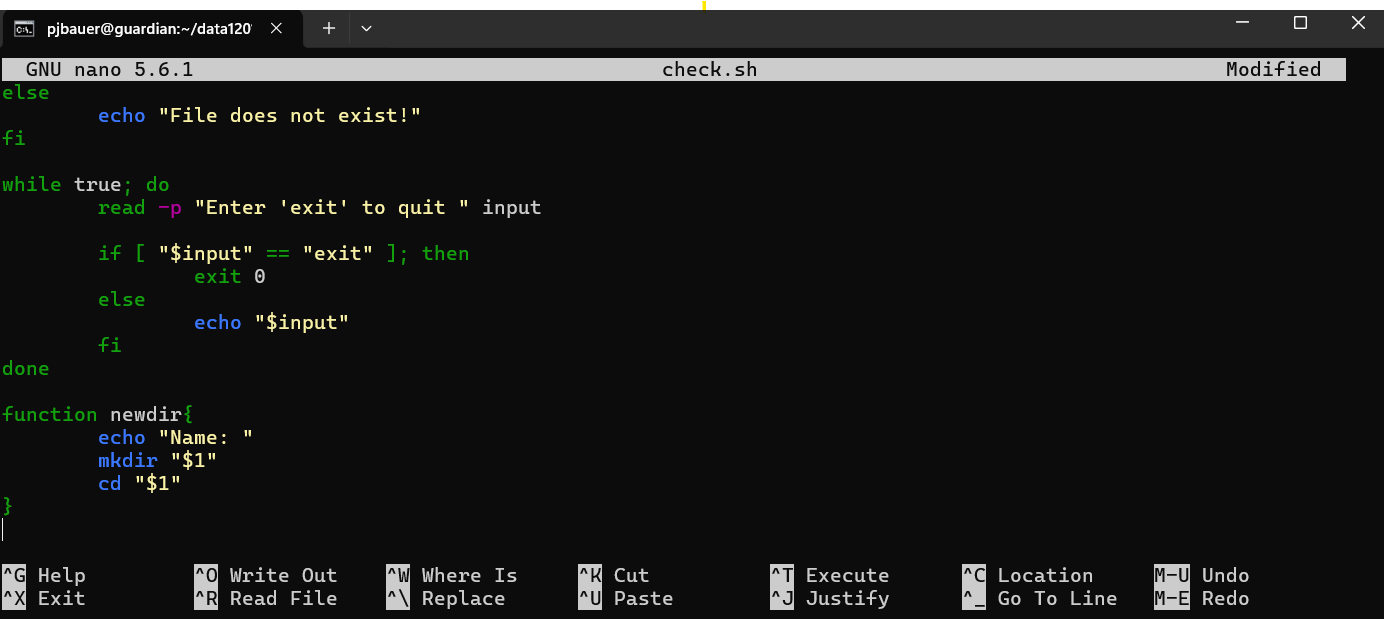 pjbauer@guardian:~/data120
GNU nano 5.6.1 check.sh Modified
else
        echo "File does not exist!"
fi

while true; do
        read -p "Enter 'exit' to quit " input

        if [ "$input" == "exit" ]; then
                exit 0
        else
                echo "$input"
        fi
done

function newdir{
        echo "Name: "
        mkdir "$1"
        cd "$1"
}

^G Help ^O Write Out ^W Where Is ^K Cut ^T Execute ^C Location M-U Undo
^X Exit ^R Read File ^\ Replace ^U Paste ^J Justify ^_ Go To Line M-E Redo